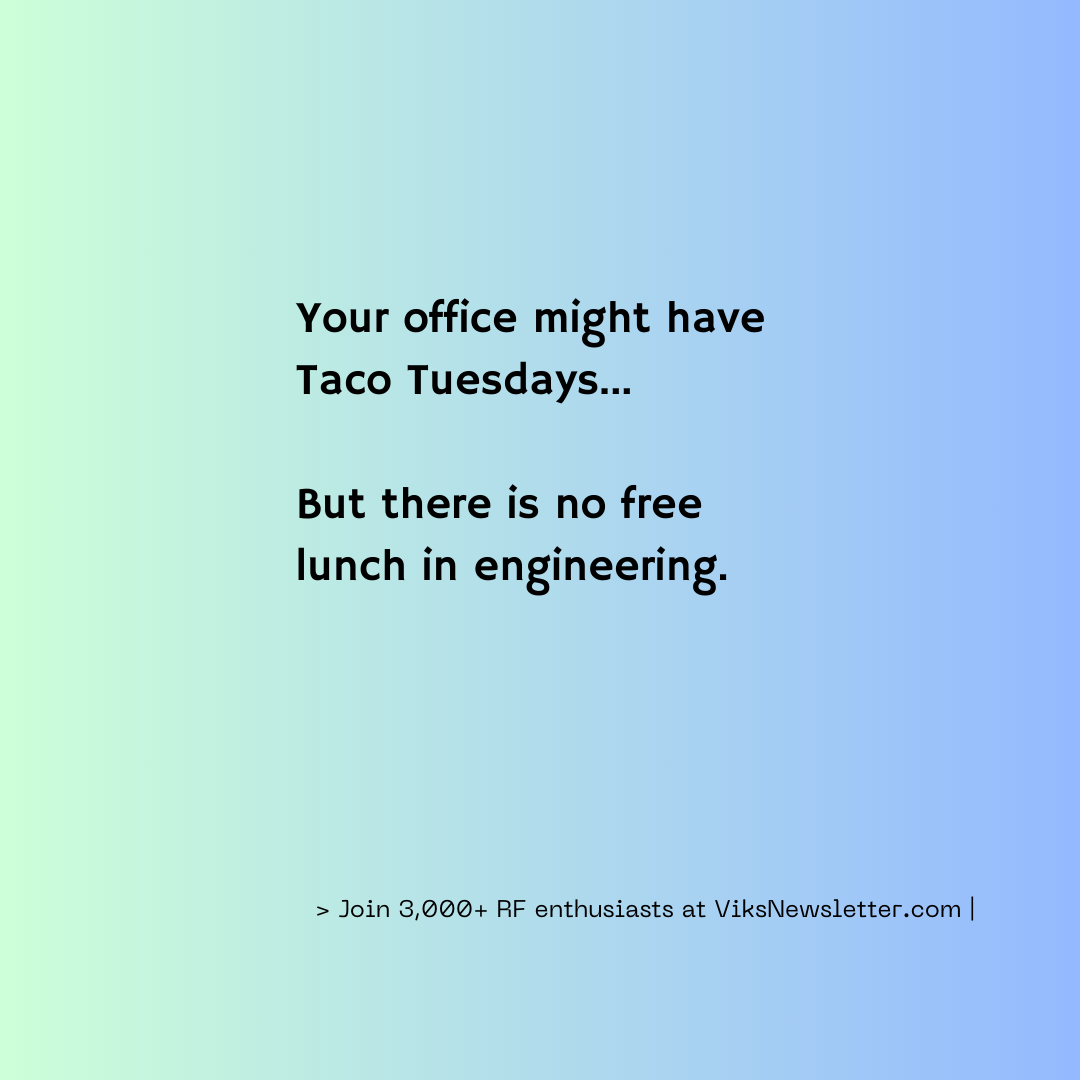 Your office might have
Taco Tuesdays...
But there is no free
lunch in engineering.
> Join 3,000+ RF enthusiasts at ViksNewsletter.com |